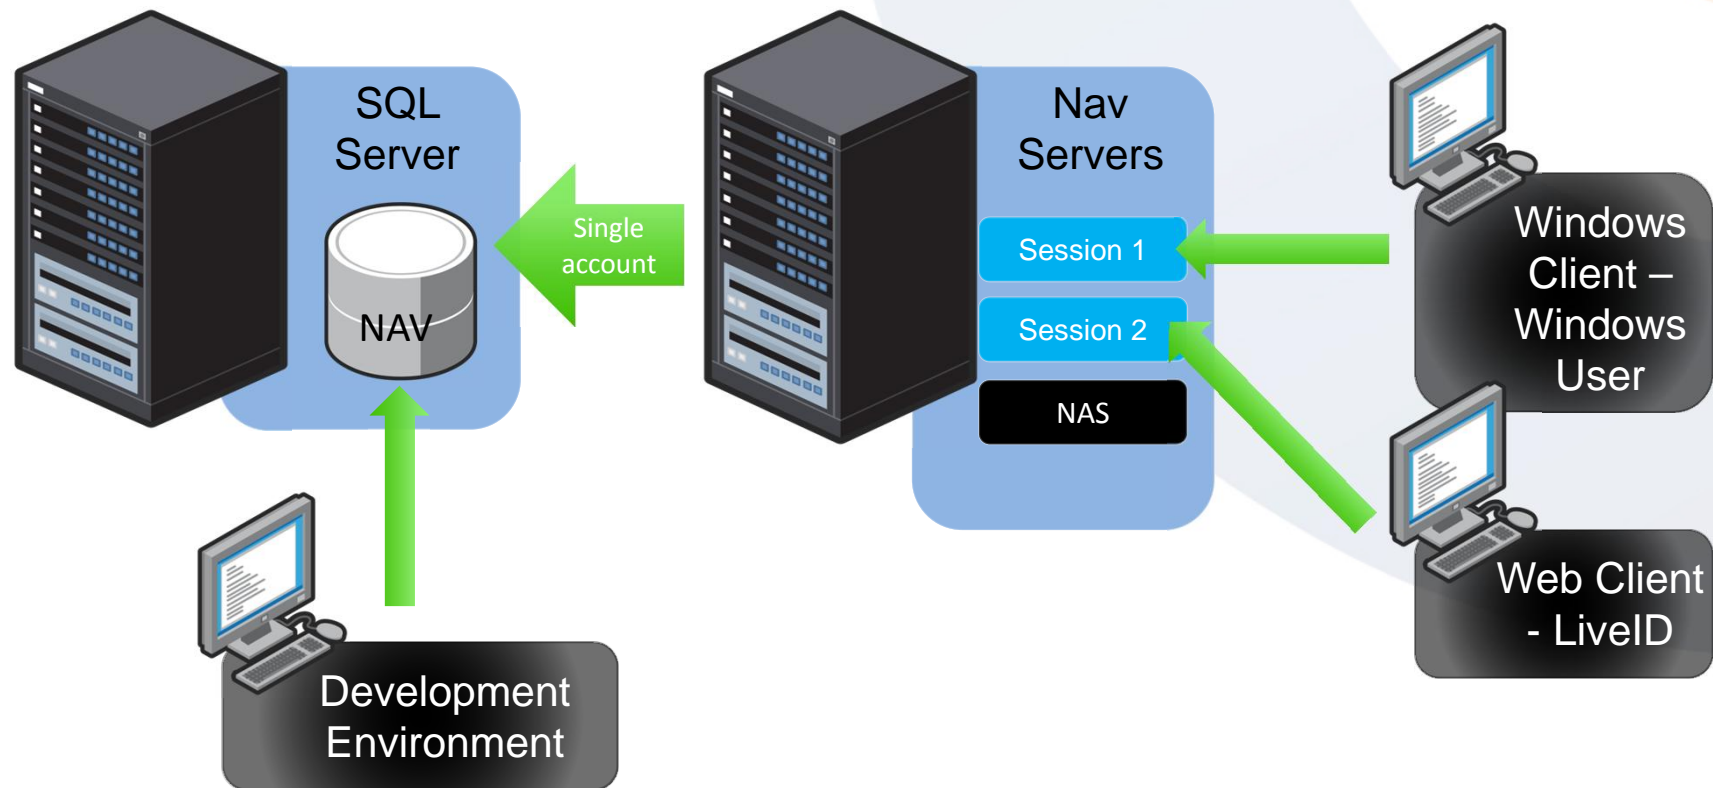 SQL
Server
NAV
Single
account
Nav
Servers
Session 1
Session 2
NAS
Windows
Client –
Windows
User
Web Client
- LiveID
Development
Environment